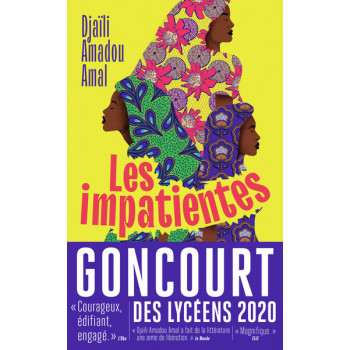 Djaïli
Amadou
Amal
Les
impatientes
GONCOURT
DES LYCÉENS 2020
« Courageux,
édifiant,
engagé. » L'Obs
« Djaïli Amadou Amal a fait de la littérature
une arme de libération. » Le Monde
« Magnifique. »
ELLE